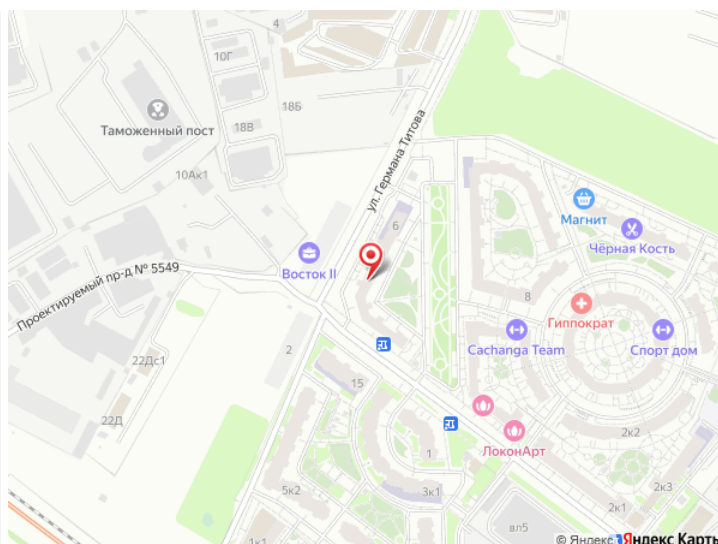 4
10Г
18Б
ул. Германа Титова
Таможенный пост
18В
10Ак1
Магнит
6
Чёрная Кость
Восток II
Проектируемый пр-д № 5549
8
Гиппократ
Cachanga Team
Спорт дом
2
22Дс1
15
22Д
ЛоконАрт
2к2
1
5к2
3к1
2к3
2к1
вл5
1к1
© Яндекс
Яндекс Карты